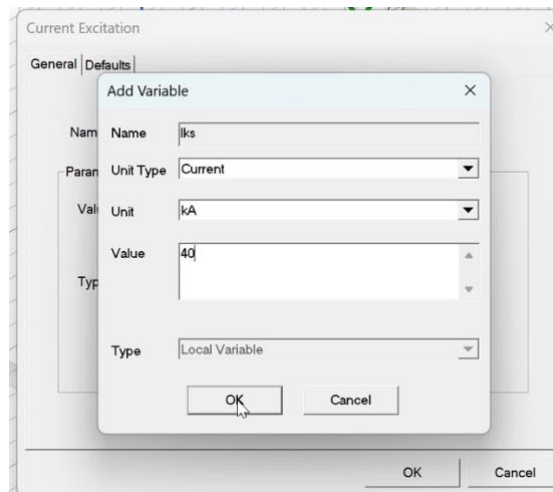 Current Excitation
General Defaults
Add Variable
Nam
Name Iks
Paran
Unit Type Current
Val
Unit kA
Value 40
Typ
Type Local Variable
OK Cancel
OK Cancel